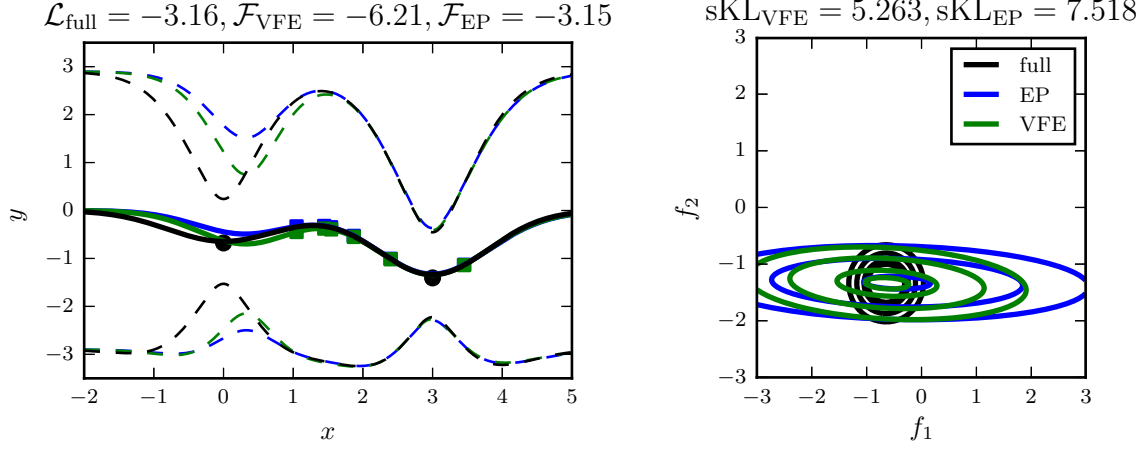 ℒ_full = −3.16, ℱ_VFE = −6.21, ℱ_EP = −3.15
3
2
1
0
−1
−2
−3
y
−2 −1 0 1 2 3 4 5
x
sKL_VFE = 5.263, sKL_EP = 7.518
full
EP
VFE
3
2
1
0
−1
−2
−3
f_2
−3 −2 −1 0 1 2 3
f_1